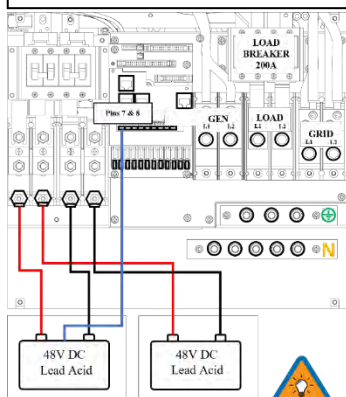 LOAD
BREAKER
200A
Pins 7 & 8
GEN
L1 L2
LOAD
L1 L2
GRID
L1 L2
N
48V DC
Lead Acid
48V DC
Lead Acid